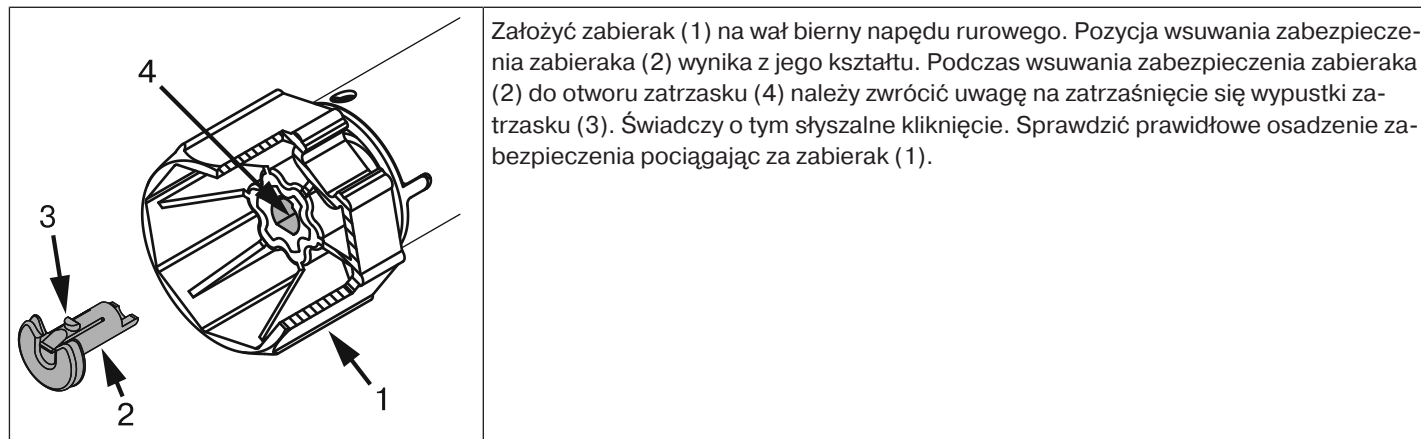 Założyć zabierak (1) na wał bierny napędu rurowego. Pozycja wsuwania zabezpiecze-
nia zabieraka (2) wynika z jego kształtu. Podczas wsuwania zabezpieczenia zabieraka
(2) do otworu zatrzasku (4) należy zwrócić uwagę na zatrzaśnięcie się wypustki za-
trzasku (3). Świadczy o tym słyszalne kliknięcie. Sprawdzić prawidłowe osadzenie za-
bezpieczenia pociągając za zabierak (1).
4
3
2
1